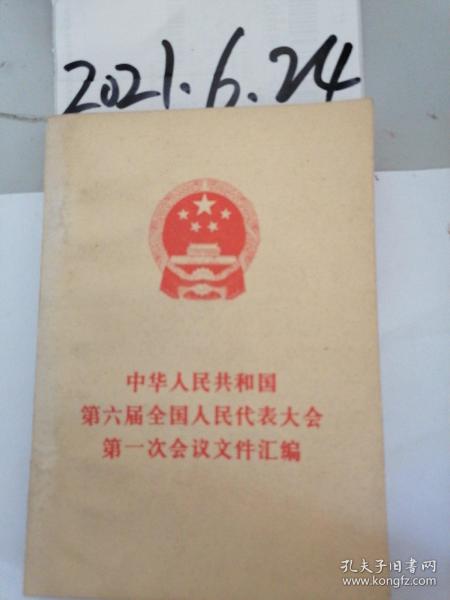 2021.6.24
中华人民共和国
第六届全国人民代表大会
第一次会议文件汇编
孔夫子旧书网
www.kongfz.com